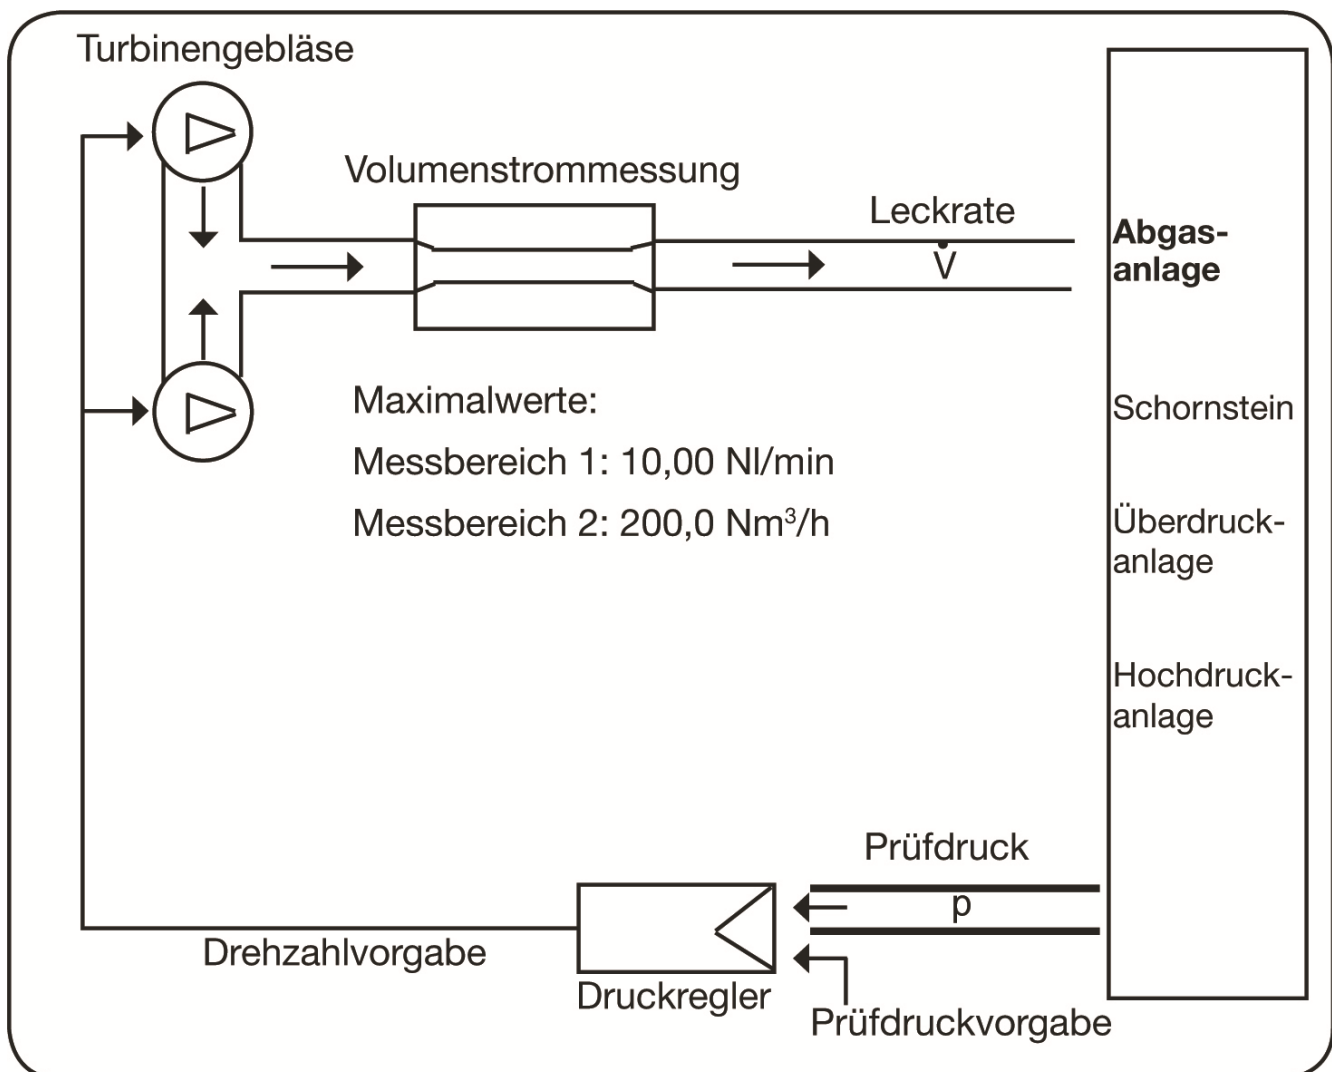 Turbinengebläse
Volumenstrommessung
Leckrate
V̇
Abgas-
anlage
Maximalwerte:
Messbereich 1: 10,00 Nl/min
Messbereich 2: 200,0 Nm³/h
Schornstein
Überdruck-
anlage
Hochdruck-
anlage
Prüfdruck
p
Drehzahlvorgabe
Druckregler
Prüfdruckvorgabe